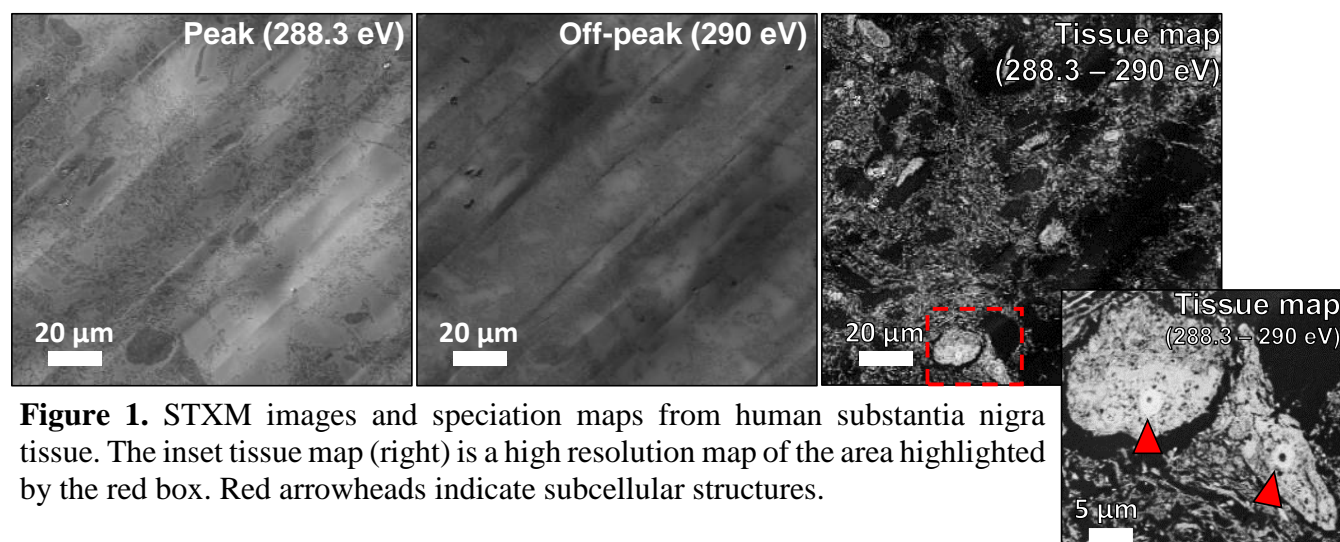 Peak (288.3 eV)
20 µm
Off-peak (290 eV)
20 µm
Tissue map
(288.3 – 290 eV)
20 µm
Tissue map
(288.3 – 290 eV)
5 µm
Figure 1. STXM images and speciation maps from human substantia nigra
tissue. The inset tissue map (right) is a high resolution map of the area highlighted
by the red box. Red arrowheads indicate subcellular structures.